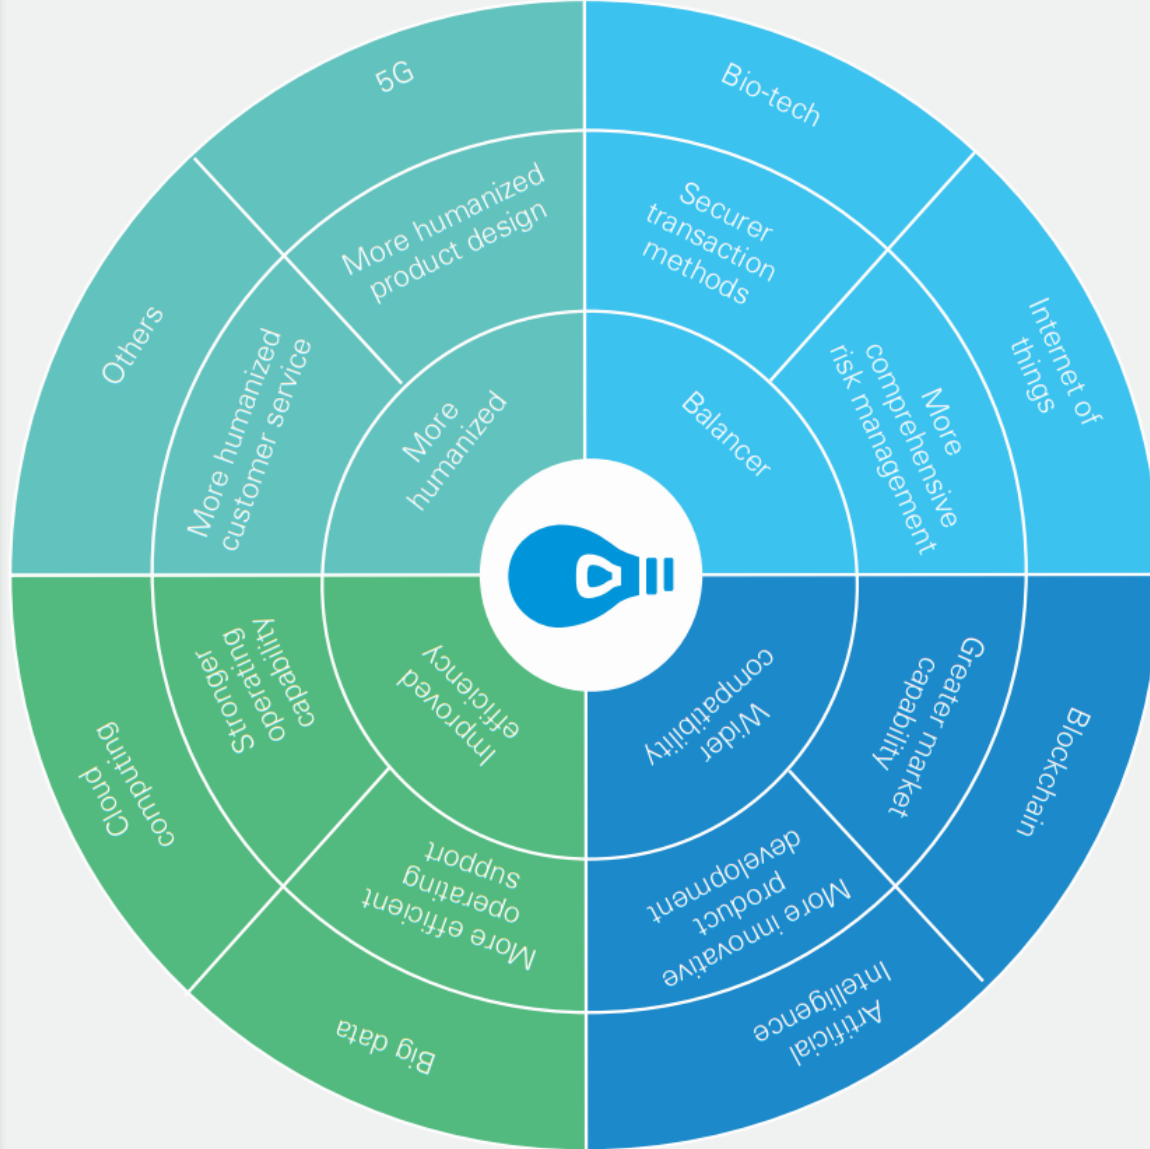 5G
Bio-tech
More humanized
product design
Securer
transaction
methods
Others
Internet of
things
More humanized
customer service
More
comprehensive
risk management
More
humanized
Balancer
Improved
efficiency
Wider
compatibility
Stronger
operating
capability
Greater market
capability
Cloud
computing
Blockchain
More efficient
operating
support
More innovative
product
development
Big data
Artificial
Intelligence